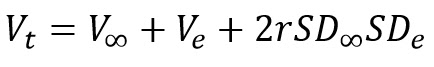 V_t = V_∞ + V_e + 2rSD_∞SD_e